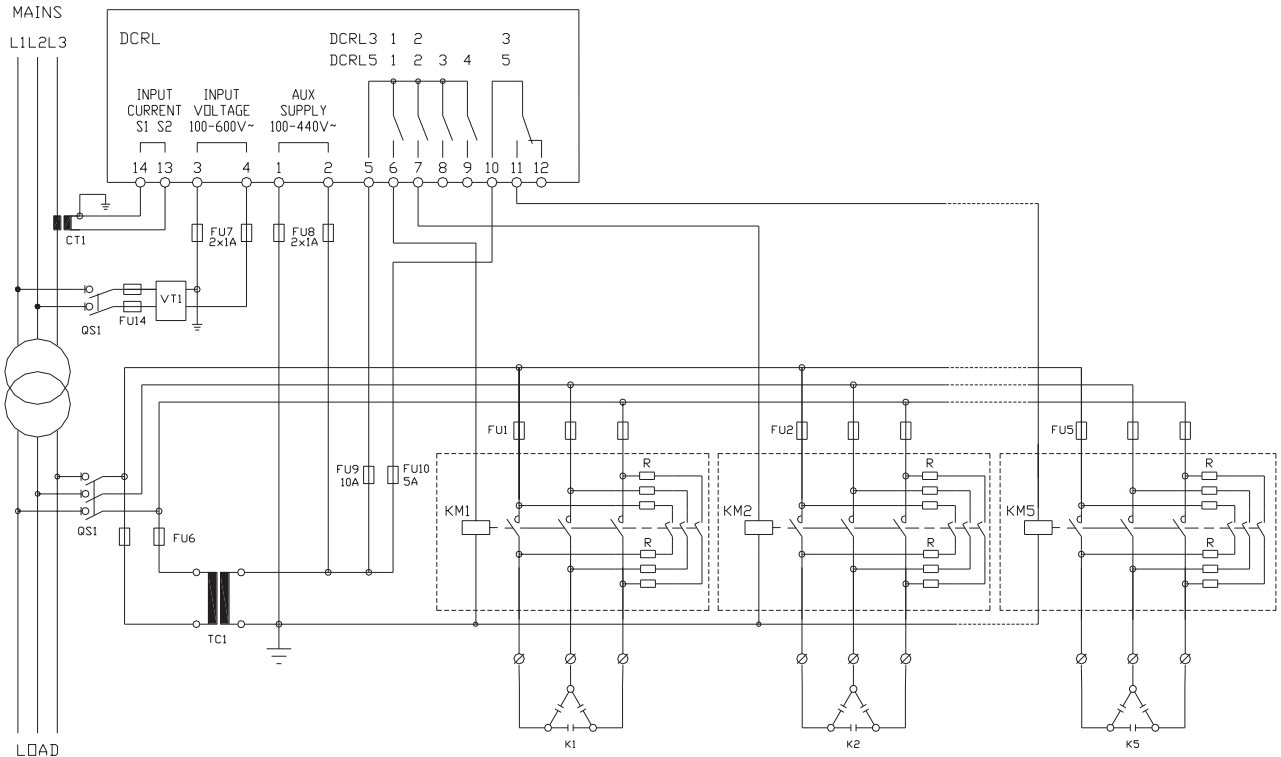 MAINS
L1 L2 L3
DCRL
DCRL3 1 2 3
DCRL5 1 2 3 4 5
INPUT CURRENT
S1 S2
INPUT VOLTAGE
100-600V~
AUX SUPPLY
100-440V~
14 13 3 4 1 2 5 6 7 8 9 10 11 12
CT1
FU7
2x1A
FU8
2x1A
VT1
FU14
QS1
FU1
FU2
FU5
FU9
10A
FU10
5A
R
R
R
KM1
KM2
KM5
QS1
FU6
R
R
R
TC1
K1
K2
K5
LOAD